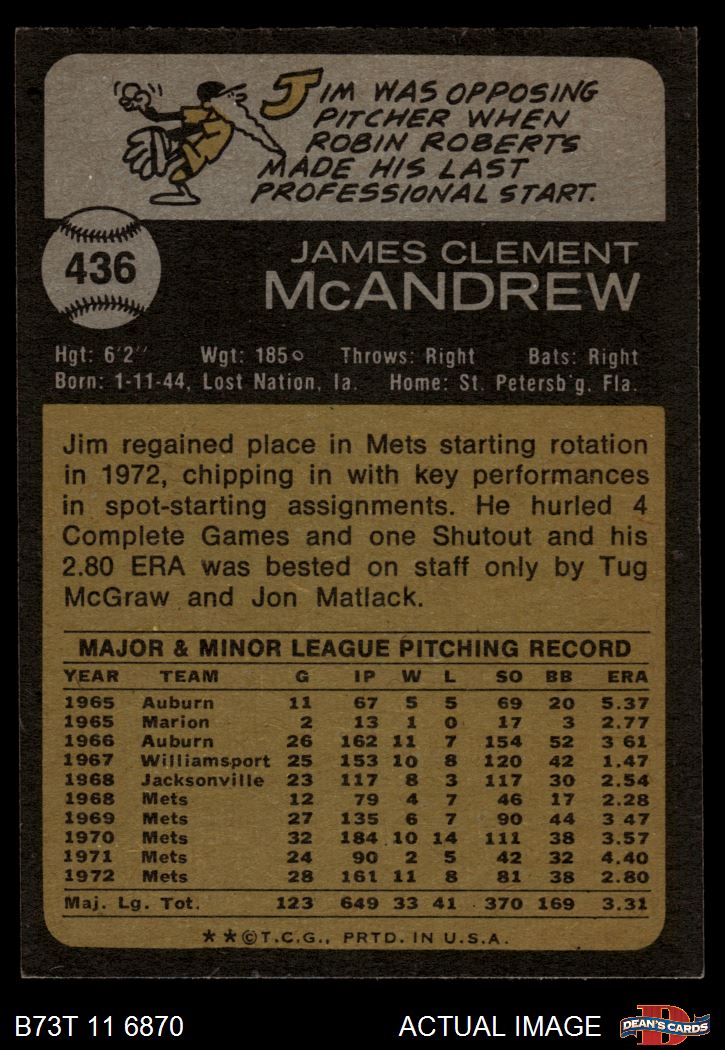 JIM WAS OPPOSING
PITCHER WHEN
ROBIN ROBERTS
MADE HIS LAST
PROFESSIONAL START.
436
JAMES CLEMENT
McANDREW
Hgt: 6'2" Wgt: 185 Throws: Right Bats: Right
Born: 1-11-44, Lost Nation, Ia. Home: St. Petersb'g, Fla.
Jim regained place in Mets starting rotation
in 1972, chipping in with key performances
in spot-starting assignments. He hurled 4
Complete Games and one Shutout and his
2.80 ERA was bested on staff only by Tug
McGraw and Jon Matlack.
MAJOR & MINOR LEAGUE PITCHING RECORD
YEAR TEAM G IP W L SO BB ERA
1965 Auburn 11 67 5 5 69 20 5.37
1965 Marion 2 13 1 0 17 3 2.77
1966 Auburn 26 162 11 7 154 52 3 61
1967 Williamsport 25 153 10 8 120 42 1.47
1968 Jacksonville 23 117 8 3 117 30 2.54
1968 Mets 12 79 4 7 46 17 2.28
1969 Mets 27 135 6 7 90 44 3 47
1970 Mets 32 184 10 14 111 38 3.57
1971 Mets 24 90 2 5 42 32 4.40
1972 Mets 28 161 11 8 81 38 2.80
Maj. Lg. Tot. 123 649 33 41 370 169 3.31
**©T.C.G., PRTD. IN U.S.A.
B73T 11 6870 ACTUAL IMAGE D DEAN'S CARDS